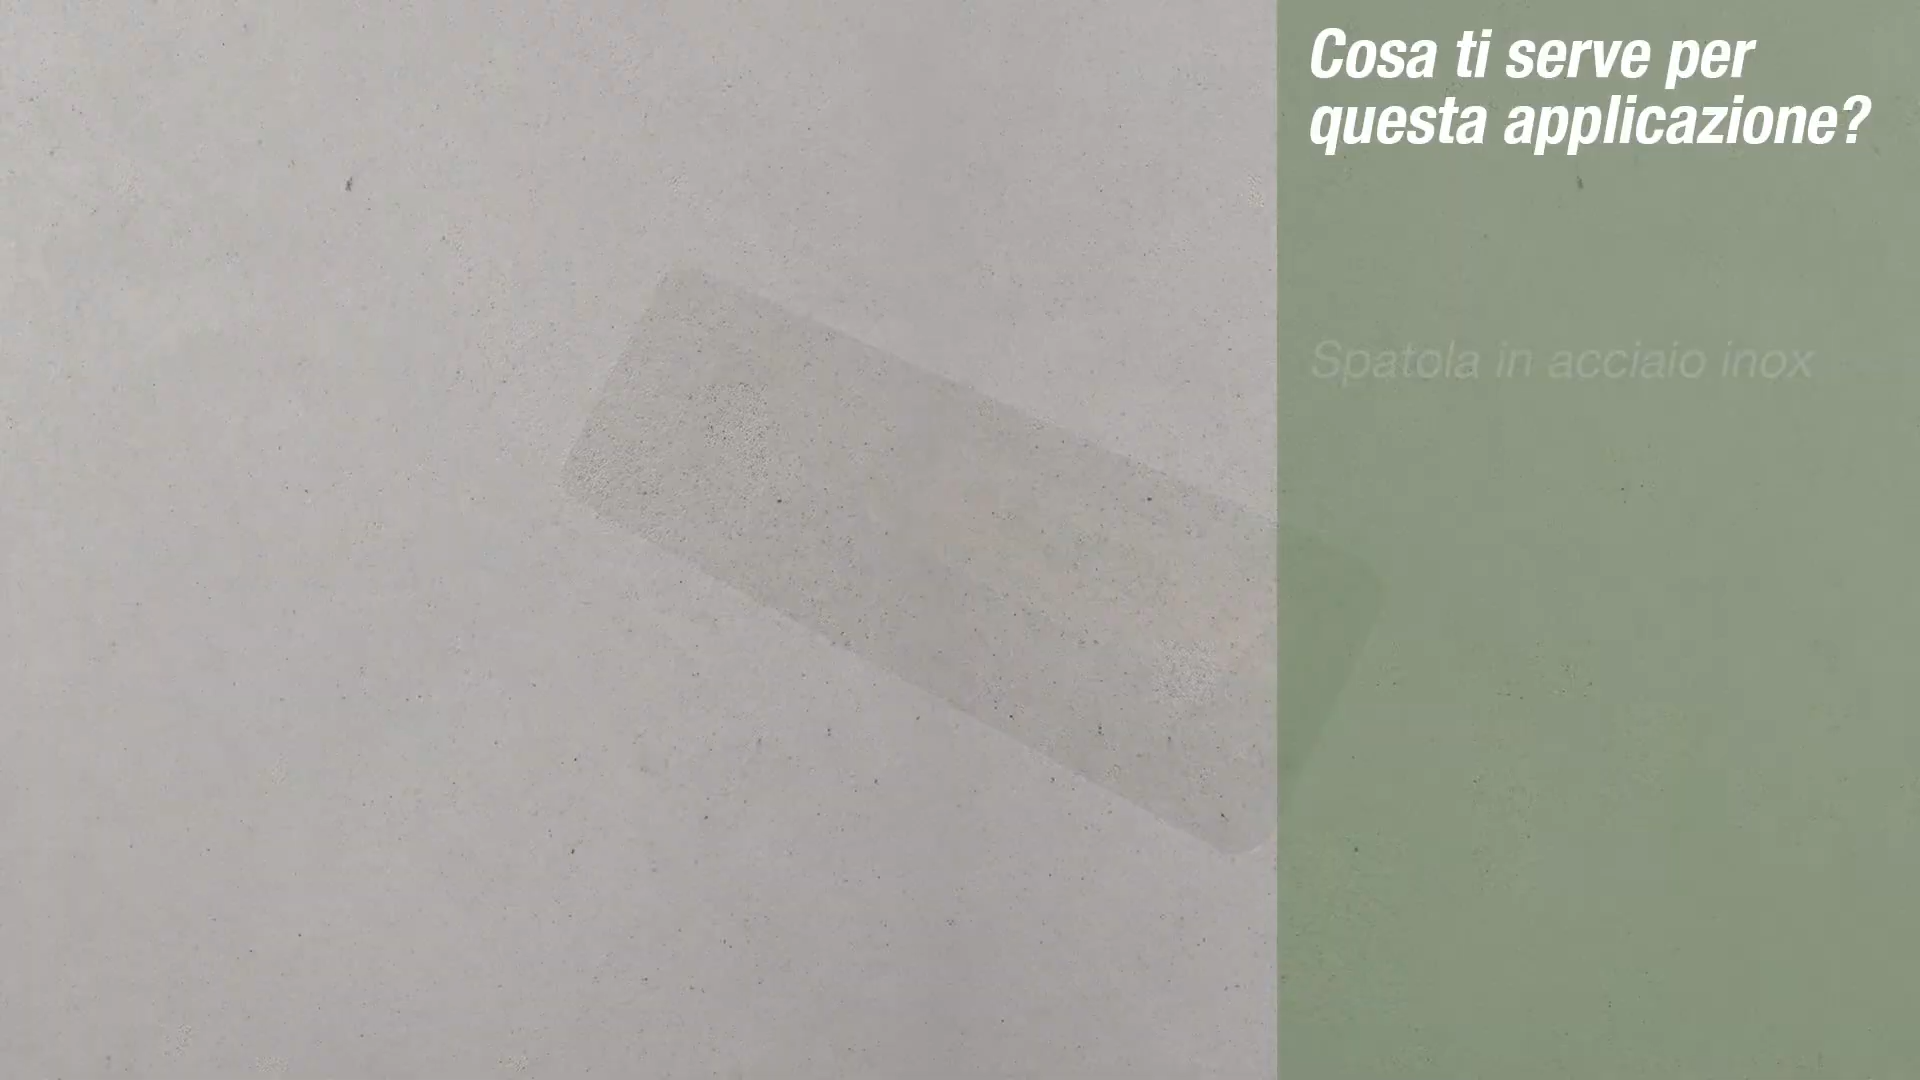 Cosa ti serve per
questa applicazione?
Spatola in acciaio inox